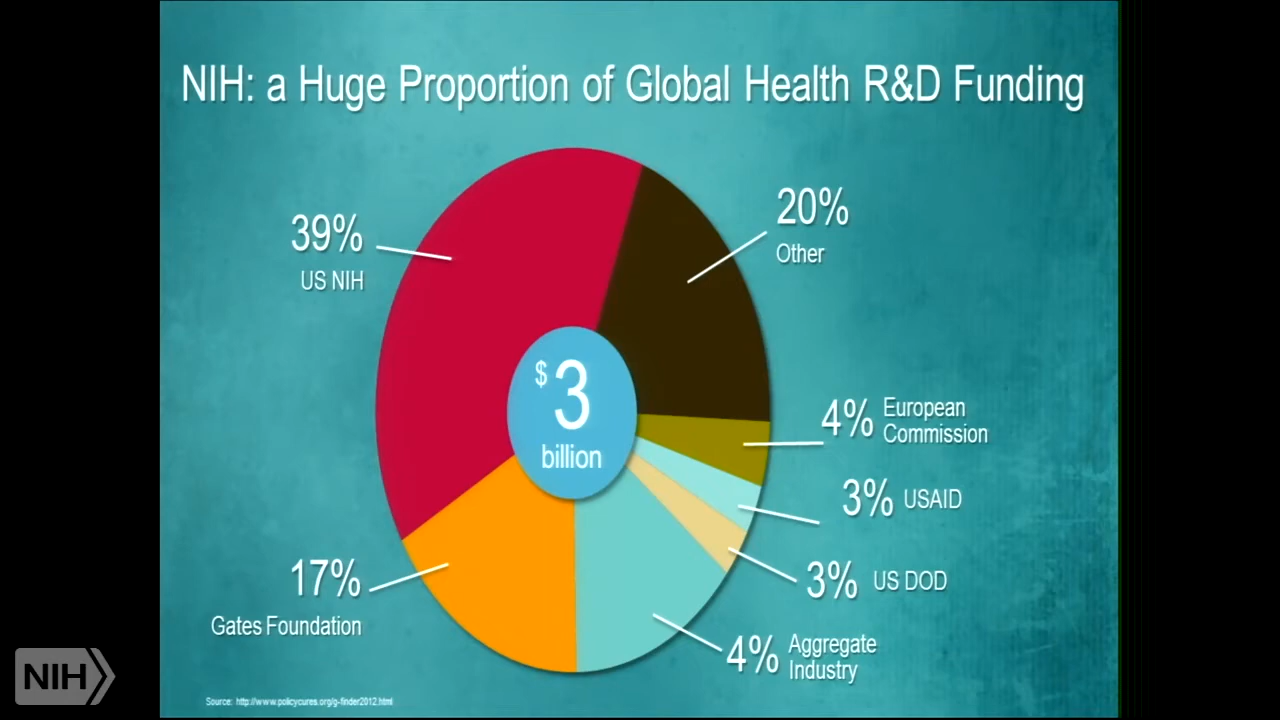 NIH: a Huge Proportion of Global Health R&D Funding
39%
US NIH
20%
Other
$3
billion
4% European
Commission
3% USAID
17%
Gates Foundation
3% US DOD
4% Aggregate
Industry
NIH
Source: http://www.policycures.org/g-finder2012.html